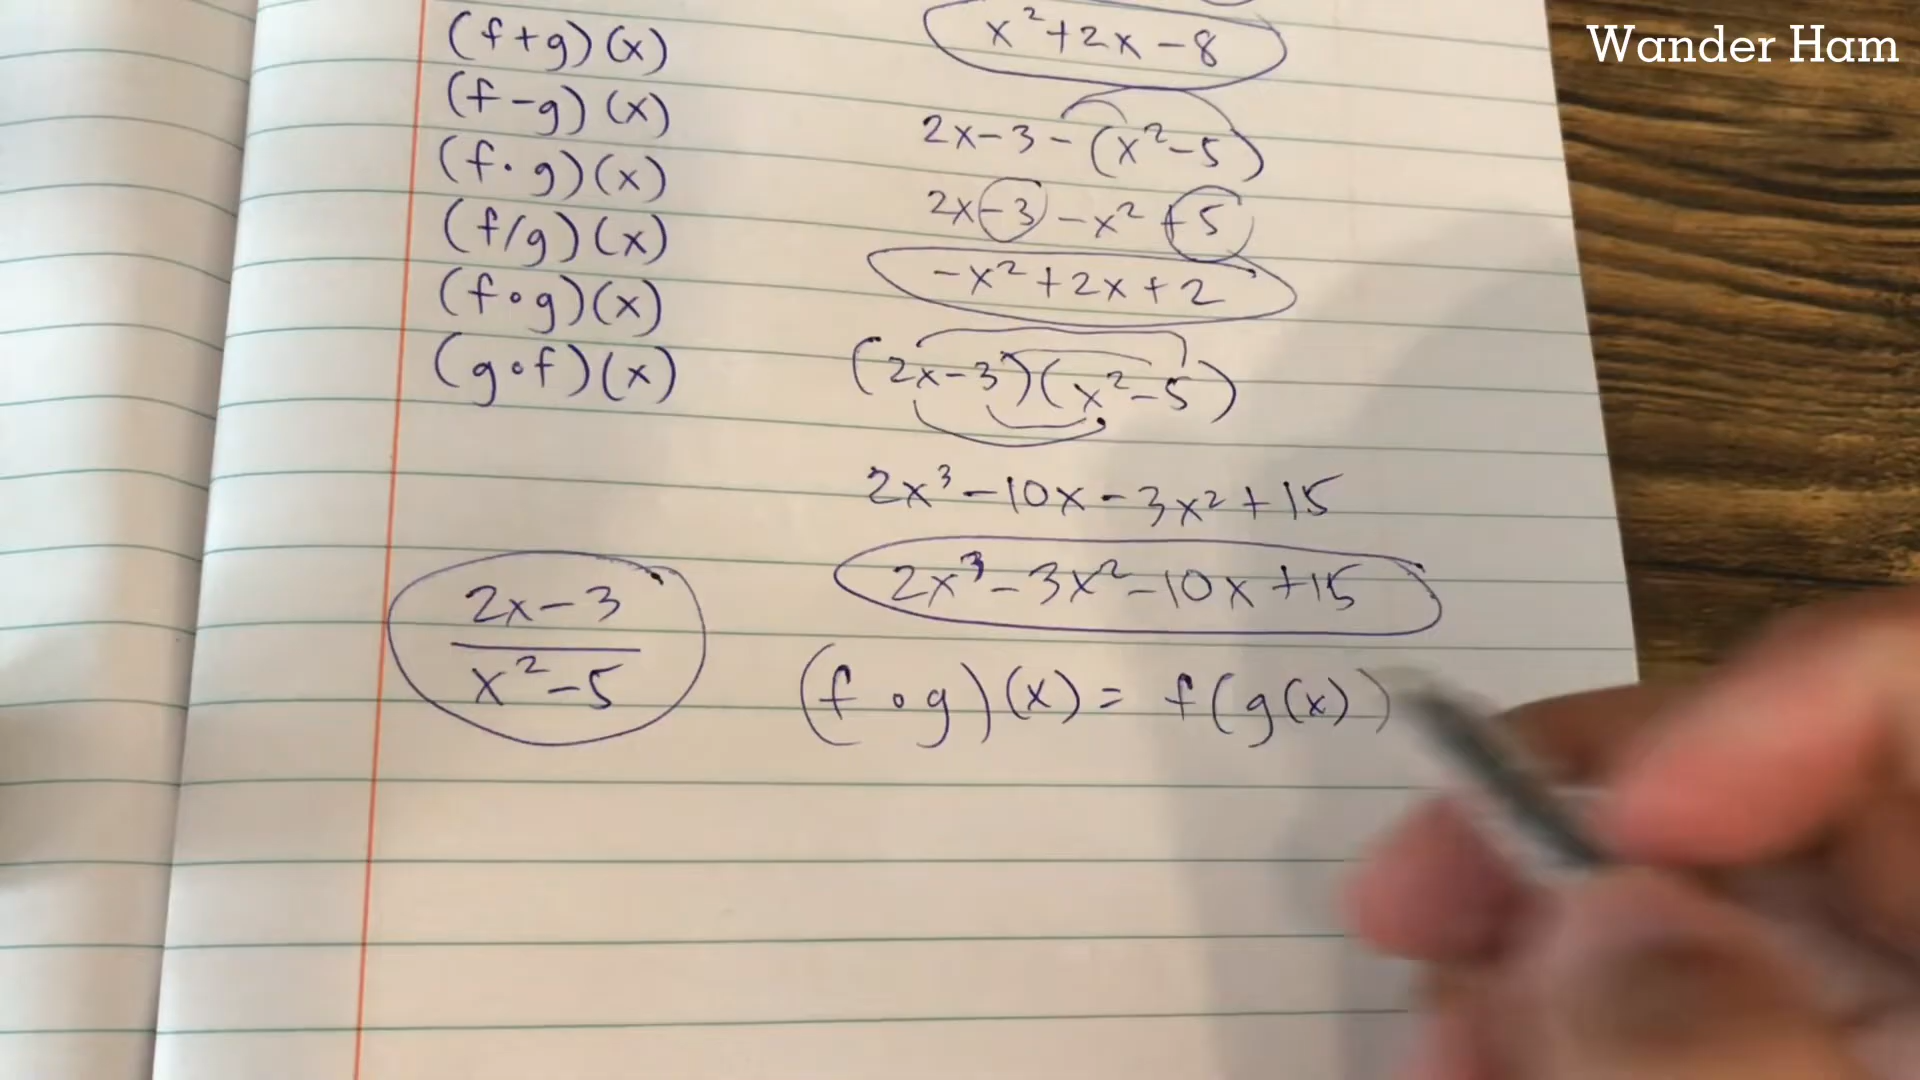 Wander Ham
(f+g)(x)
(f-g)(x)
(f·g)(x)
(f/g)(x)
(f∘g)(x)
(g∘f)(x)
x²+2x-8
2x-3-(x²-5)
2x-3-x²+5
-x²+2x+2
(2x-3)(x²-5)
2x³-10x-3x²+15
2x³-3x²-10x+15
2x-3
x²-5
(f∘g)(x)=f(g(x))